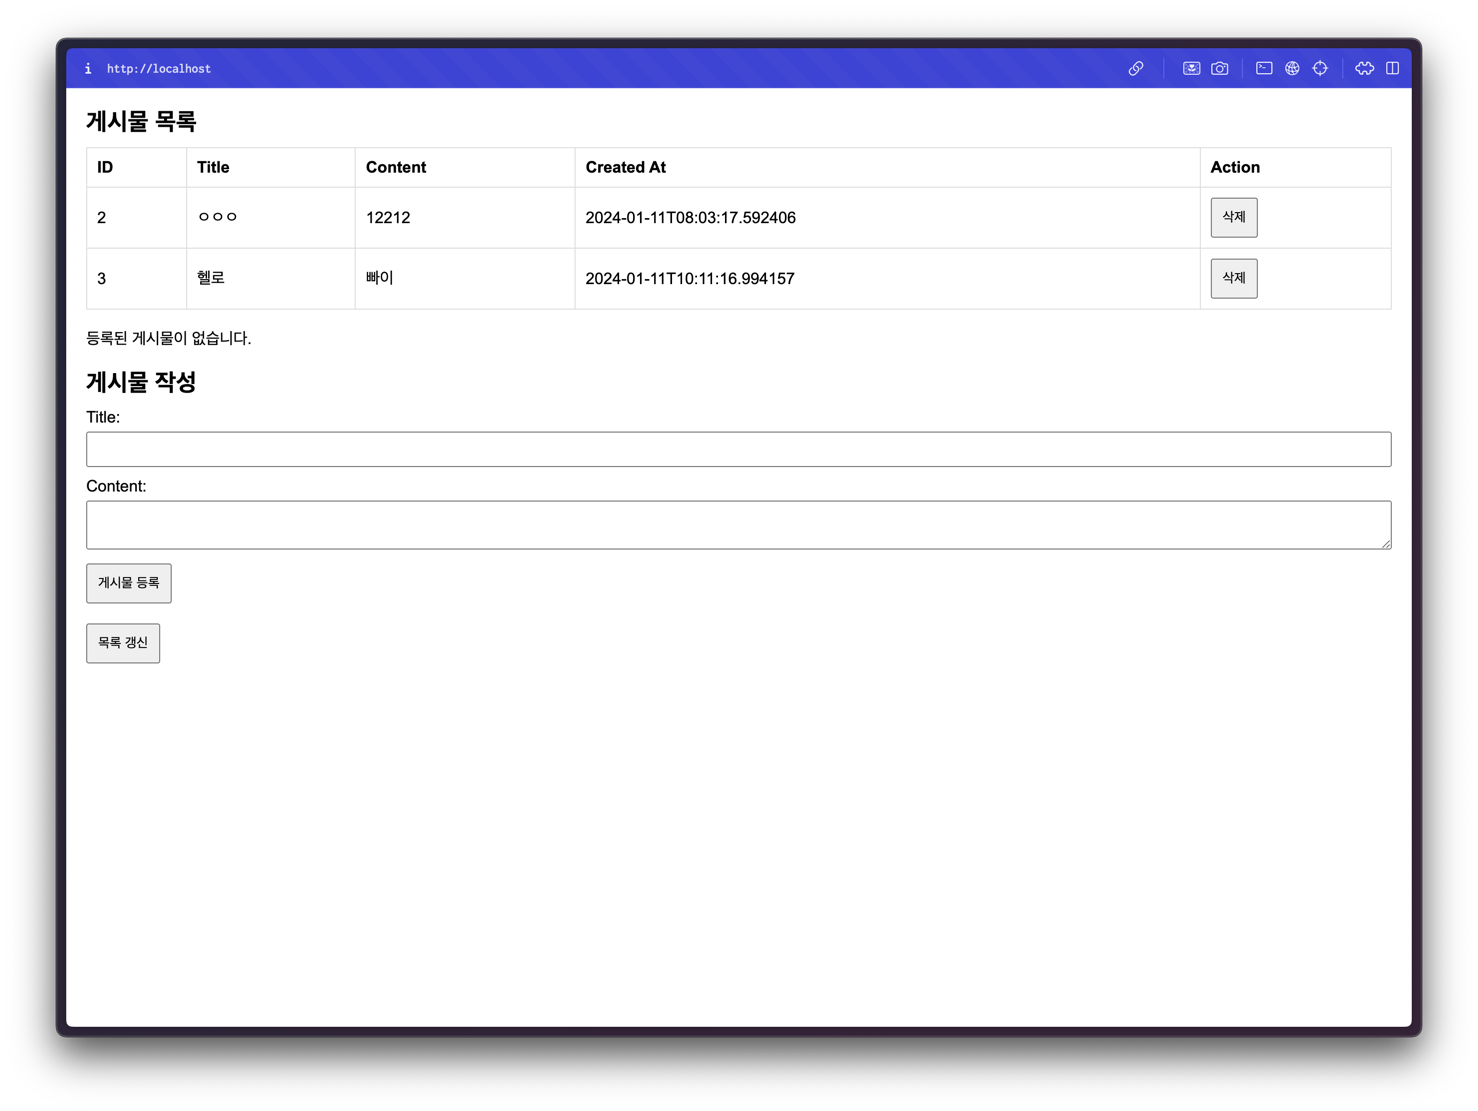 i http://localhost
게시물 목록
ID Title Content Created At Action
2 ㅇㅇㅇ 12212 2024-01-11T08:03:17.592406 삭제
3 헬로 빠이 2024-01-11T10:11:16.994157 삭제
등록된 게시물이 없습니다.
게시물 작성
Title:
Content:
게시물 등록
목록 갱신